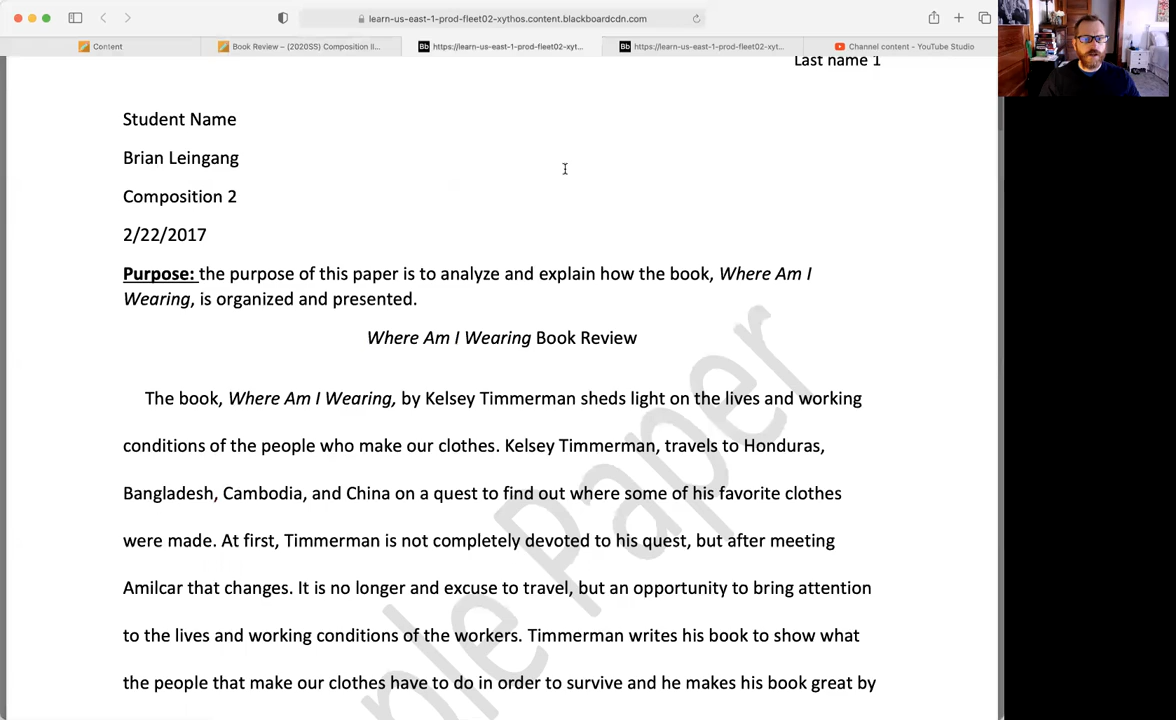 learn-us-east-1-prod-fleet02-xythos.content.blackboardcdn.com
Content
Book Review – (2020SS) Composition II...
Bb https://learn-us-east-1-prod-fleet02-xyt...
Bb https://learn-us-east-1-prod-fleet02-xyt...
Channel content - YouTube Studio
Last name 1
Student Name
Brian Leingang
Composition 2
2/22/2017
Purpose: the purpose of this paper is to analyze and explain how the book, Where Am I
Wearing, is organized and presented.
Where Am I Wearing Book Review
The book, Where Am I Wearing, by Kelsey Timmerman sheds light on the lives and working
conditions of the people who make our clothes. Kelsey Timmerman, travels to Honduras,
Bangladesh, Cambodia, and China on a quest to find out where some of his favorite clothes
were made. At first, Timmerman is not completely devoted to his quest, but after meeting
Amilcar that changes. It is no longer and excuse to travel, but an opportunity to bring attention
to the lives and working conditions of the workers. Timmerman writes his book to show what
the people that make our clothes have to do in order to survive and he makes his book great by
ple Paper